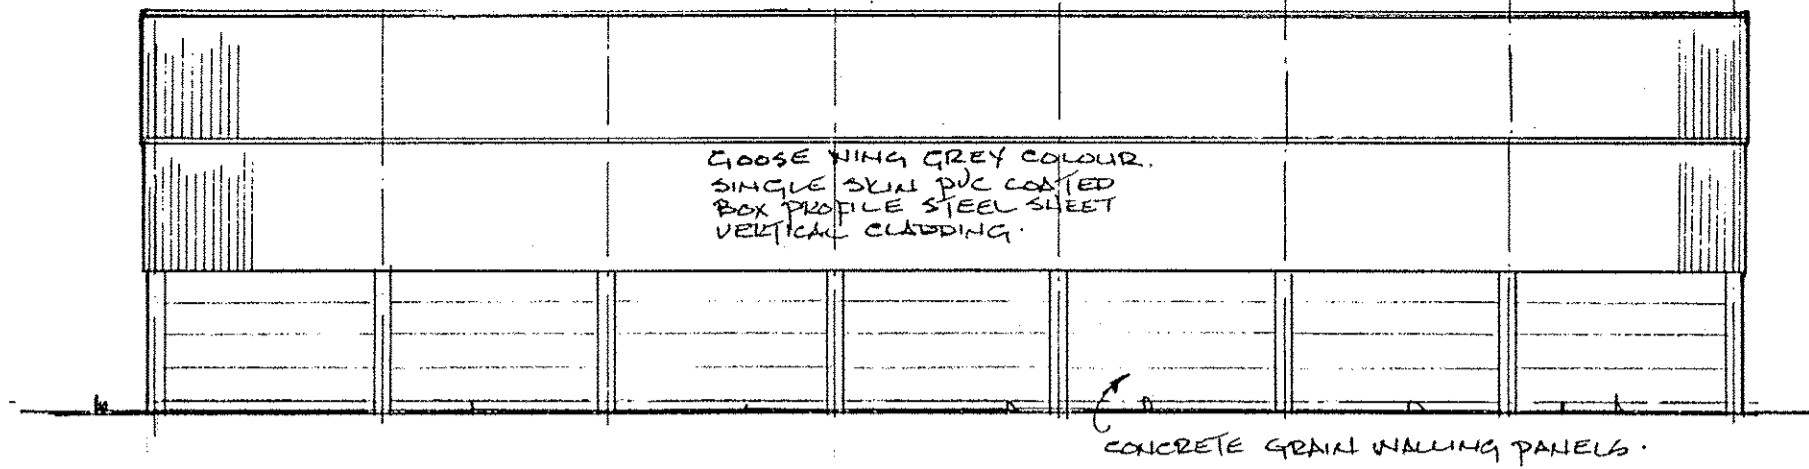 GOOSE WING GREY COLOUR.
SINGLE SKIN PVC COATED
BOX PROFILE STEEL SHEET
VERTICAL CLADDING.
CONCRETE GRAIN WALLING PANELS.